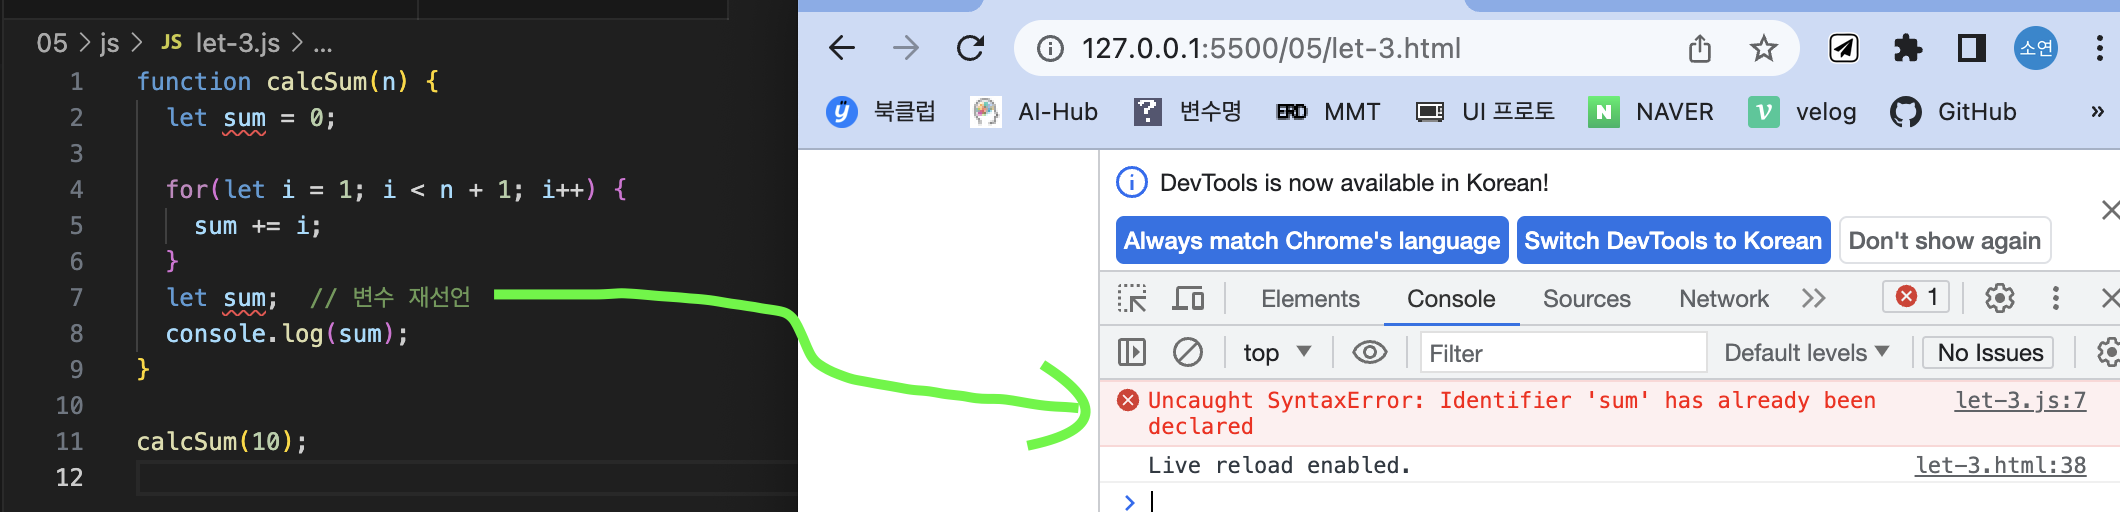 05 > js > JS let-3.js > ...
1 function calcSum(n) {
2 let sum = 0;
3
4 for(let i = 1; i < n + 1; i++) {
5 sum += i;
6 }
7 let sum; // 변수 재선언
8 console.log(sum);
9 }
10
11 calcSum(10);
12
127.0.0.1:5500/05/let-3.html
소연
ÿ 북클럽 AI-Hub ? 변수명 ERD MMT UI 프로토 N NAVER v velog GitHub »
DevTools is now available in Korean!
Always match Chrome's language Switch DevTools to Korean Don't show again
Elements Console Sources Network 1
top Filter Default levels No Issues
Uncaught SyntaxError: Identifier 'sum' has already been let-3.js:7
declared
Live reload enabled. let-3.html:38
>